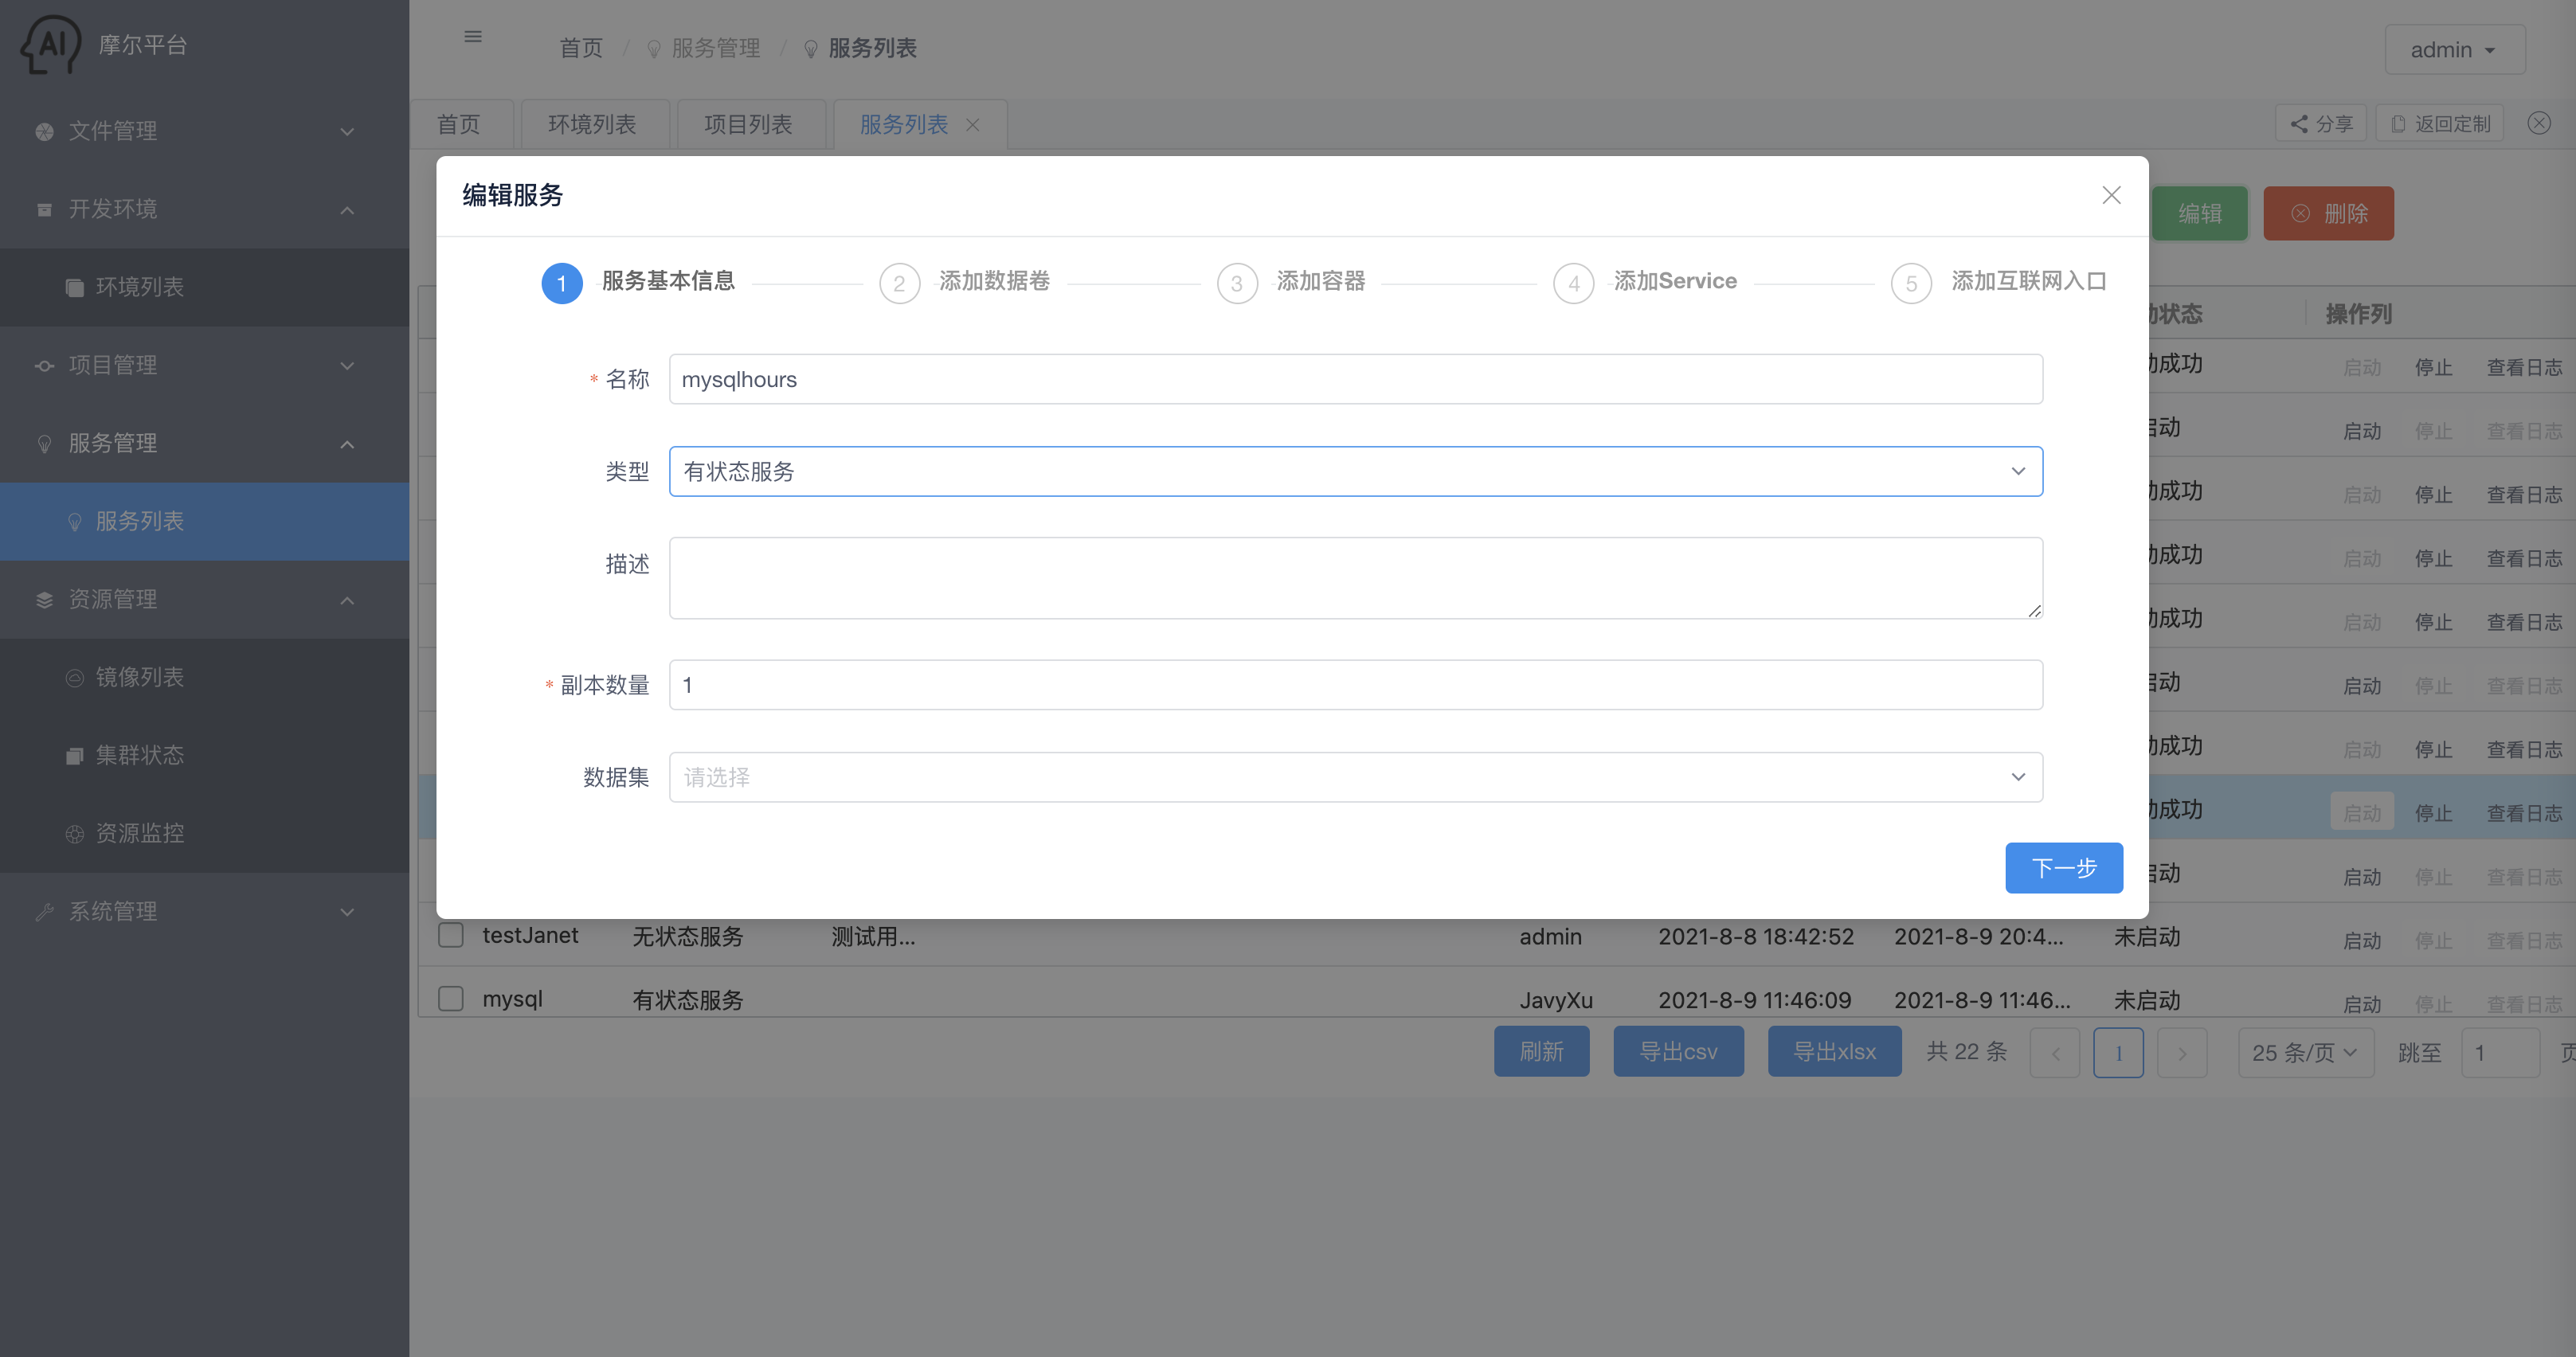 摩尔平台
首页 / 服务管理 / 服务列表
admin
文件管理
开发环境
环境列表
项目管理
服务管理
服务列表
资源管理
镜像列表
集群状态
资源监控
系统管理
首页 环境列表 项目列表 服务列表
分享 返回定制
编辑 删除
编辑服务
1 服务基本信息 2 添加数据卷 3 添加容器 4 添加Service 5 添加互联网入口
* 名称 mysqlhours
类型 有状态服务
描述
* 副本数量 1
数据集 请选择
下一步
动状态 操作列
动成功 启动 停止 查看日志
启动 启动 停止 查看日志
动成功 启动 停止 查看日志
动成功 启动 停止 查看日志
动成功 启动 停止 查看日志
启动 启动 停止 查看日志
动成功 启动 停止 查看日志
动成功 启动 停止 查看日志
启动 启动 停止 查看日志
testJanet 无状态服务 测试用... admin 2021-8-8 18:42:52 2021-8-9 20:4... 未启动 启动 停止 查看日志
mysql 有状态服务 JavyXu 2021-8-9 11:46:09 2021-8-9 11:46... 未启动 启动 停止 查看日志
刷新 导出csv 导出xlsx 共 22 条 1 25 条/页 跳至 1 页